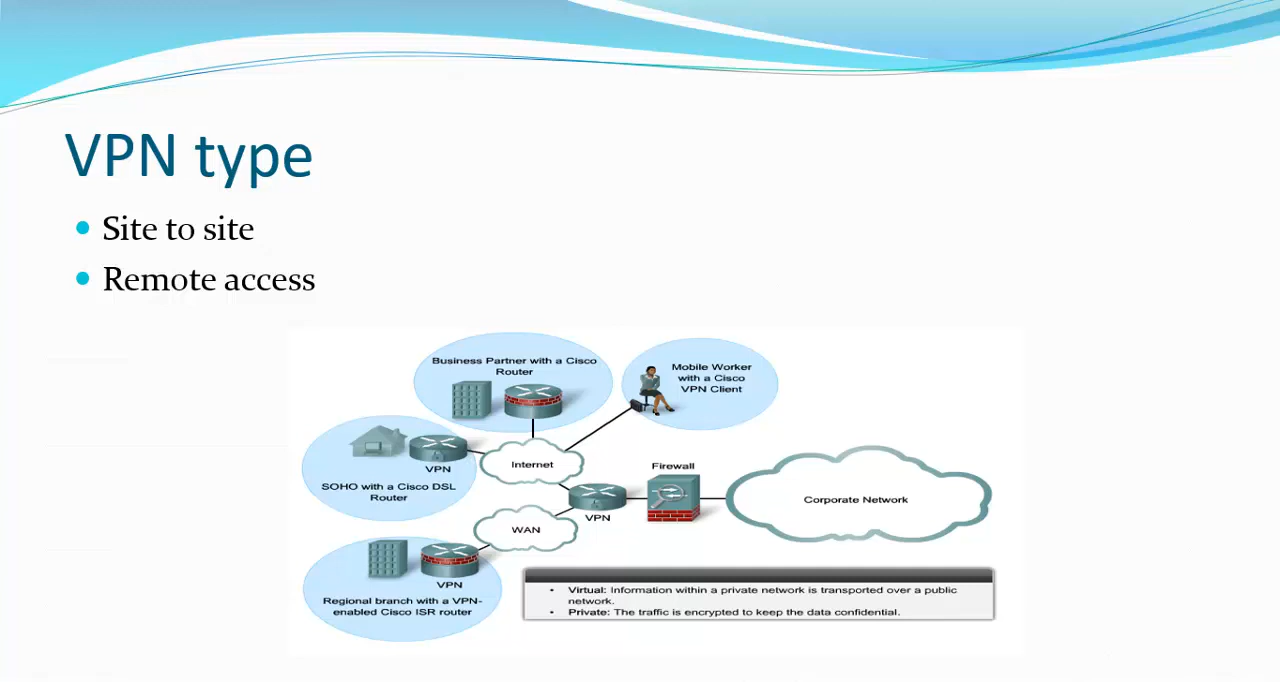 VPN type
Site to site
Remote access
Business Partner with a Cisco
Router
Mobile Worker
with a Cisco
VPN Client
Internet
VPN
SOHO with a Cisco DSL
Router
Firewall
Corporate Network
VPN
WAN
VPN
Regional branch with a VPN-
enabled Cisco ISR router
• Virtual: Information within a private network is transported over a public
network.
• Private: The traffic is encrypted to keep the data confidential.